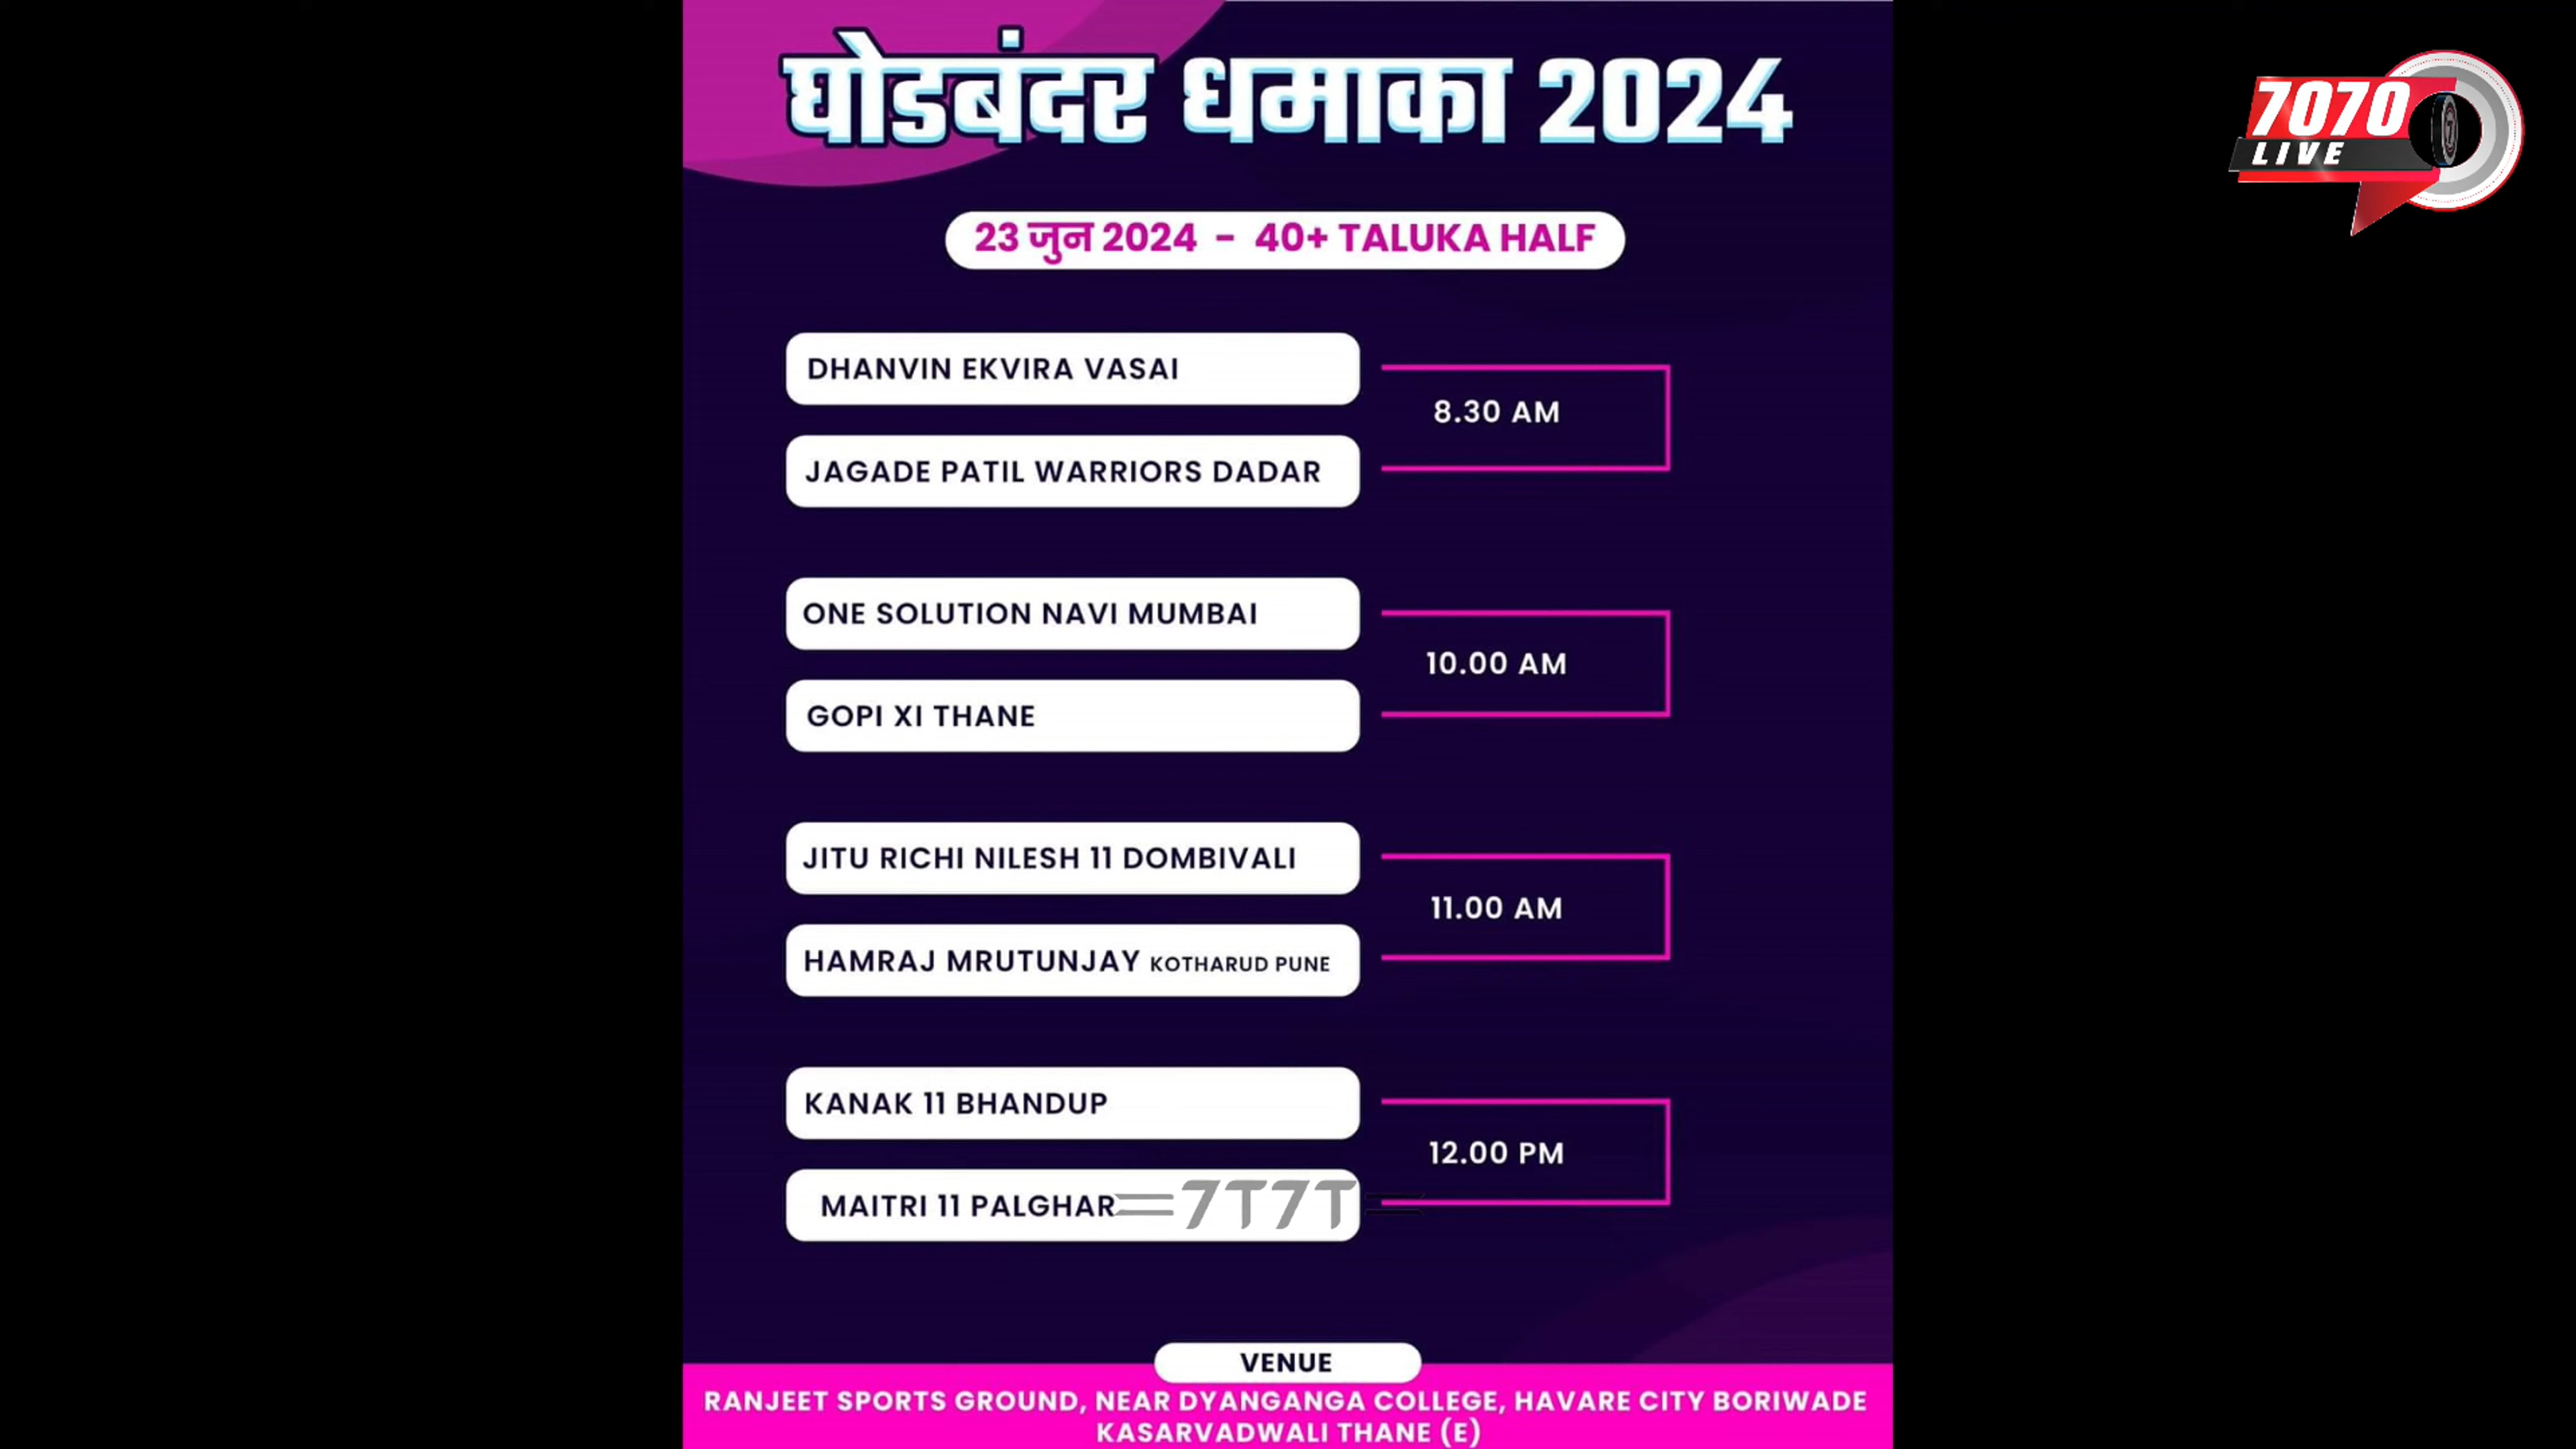 घोडबंदर धमाका 2024
7070
LIVE
23 जुन 2024 - 40+ TALUKA HALF
DHANVIN EKVIRA VASAI
8.30 AM
JAGADE PATIL WARRIORS DADAR
ONE SOLUTION NAVI MUMBAI
10.00 AM
GOPI XI THANE
JITU RICHI NILESH 11 DOMBIVALI
11.00 AM
HAMRAJ MRUTUNJAY KOTHARUD PUNE
KANAK 11 BHANDUP
12.00 PM
MAITRI 11 PALGHAR
=7T7T=
VENUE
RANJEET SPORTS GROUND, NEAR DYANGANGA COLLEGE, HAVARE CITY BORIWADE
KASARVADWALI THANE (E)